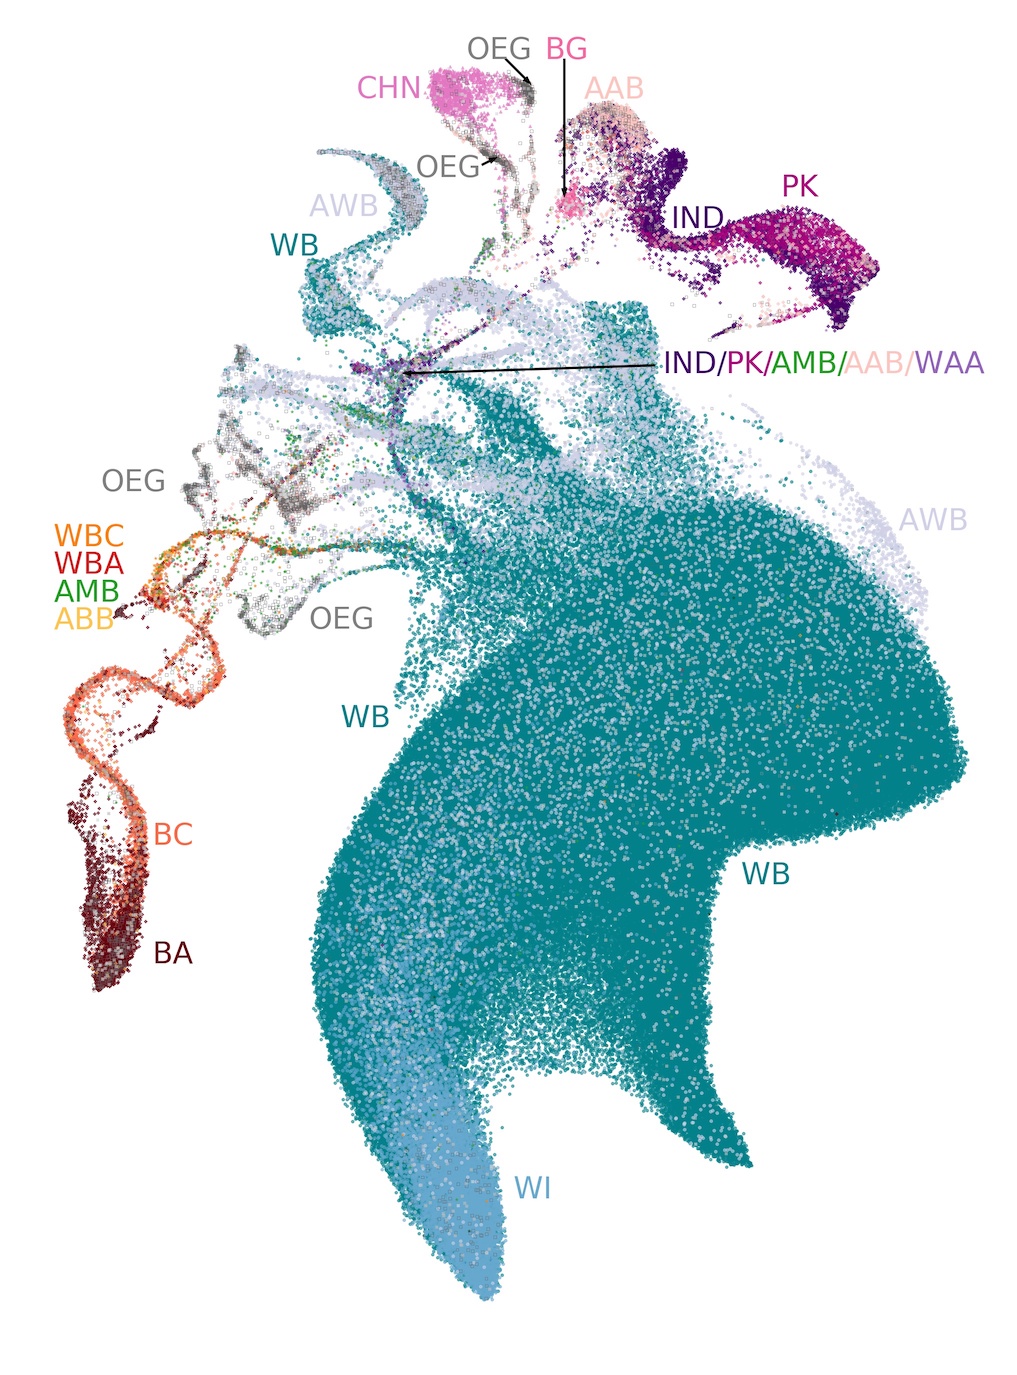 OEG BG
CHN
AAB
OEG
PK
AWB
IND
WB
IND/PK/AMB/AAB/WAA
OEG
AWB
WBC
WBA
AMB
ABB
OEG
WB
BC
WB
BA
WI